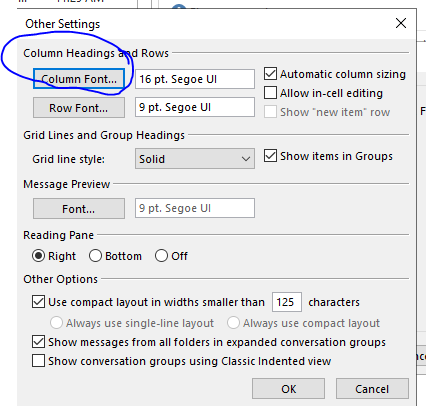 Other Settings
Column Headings and Rows
Column Font... 16 pt. Segoe UI Automatic column sizing
Allow in-cell editing
Row Font... 9 pt. Segoe UI Show "new item" row
Grid Lines and Group Headings
Grid line style: Solid Show items in Groups
Message Preview
Font... 9 pt. Segoe UI
Reading Pane
Right Bottom Off
Other Options
Use compact layout in widths smaller than 125 characters
Always use single-line layout Always use compact layout
Show messages from all folders in expanded conversation groups
Show conversation groups using Classic Indented view
OK Cancel